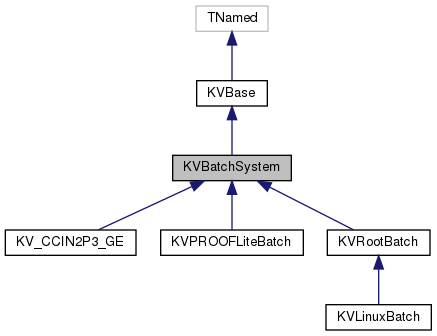 TNamed
KVBase
KVBatchSystem
KV_CCIN2P3_GE
KVPROOFLiteBatch
KVRootBatch
KVLinuxBatch